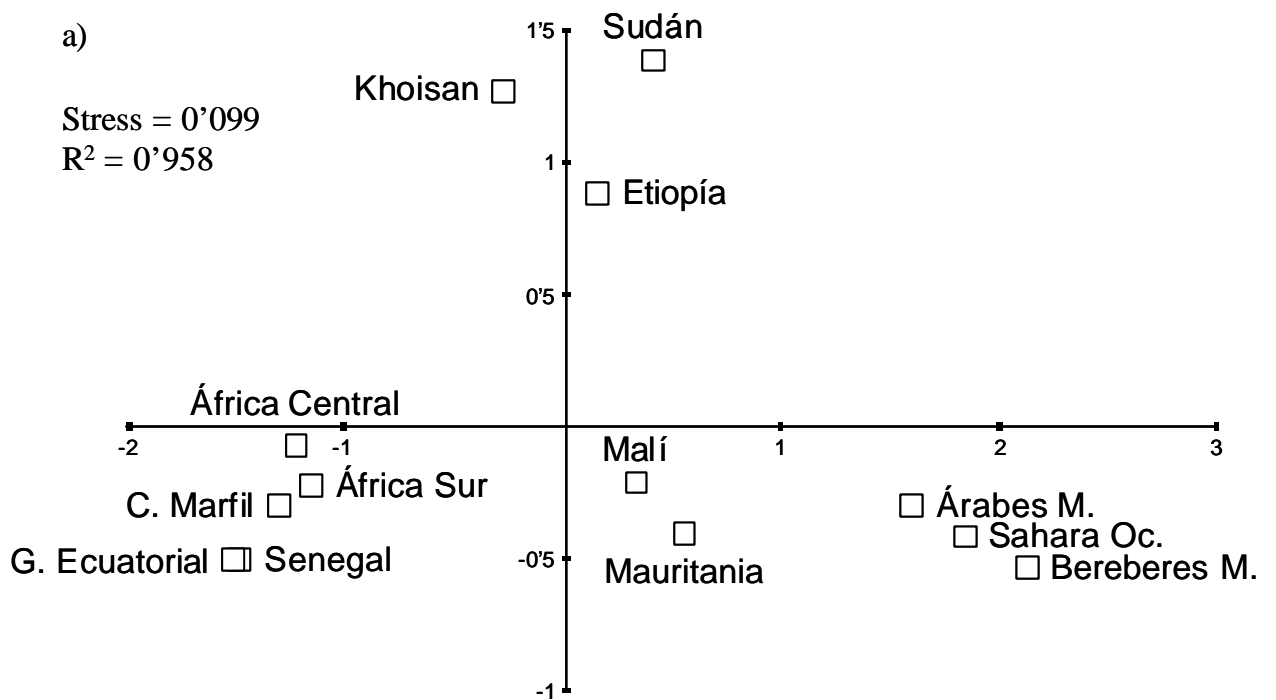 a)
1'5
Sudán
Khoisan
Stress = 0’099
R² = 0’958
1
Etiopía
0'5
África Central
-2
-1
1
2
3
Malí
África Sur
C. Marfil
Árabes M.
Sahara Oc.
G. Ecuatorial
Senegal
-0'5
Mauritania
Bereberes M.
-1